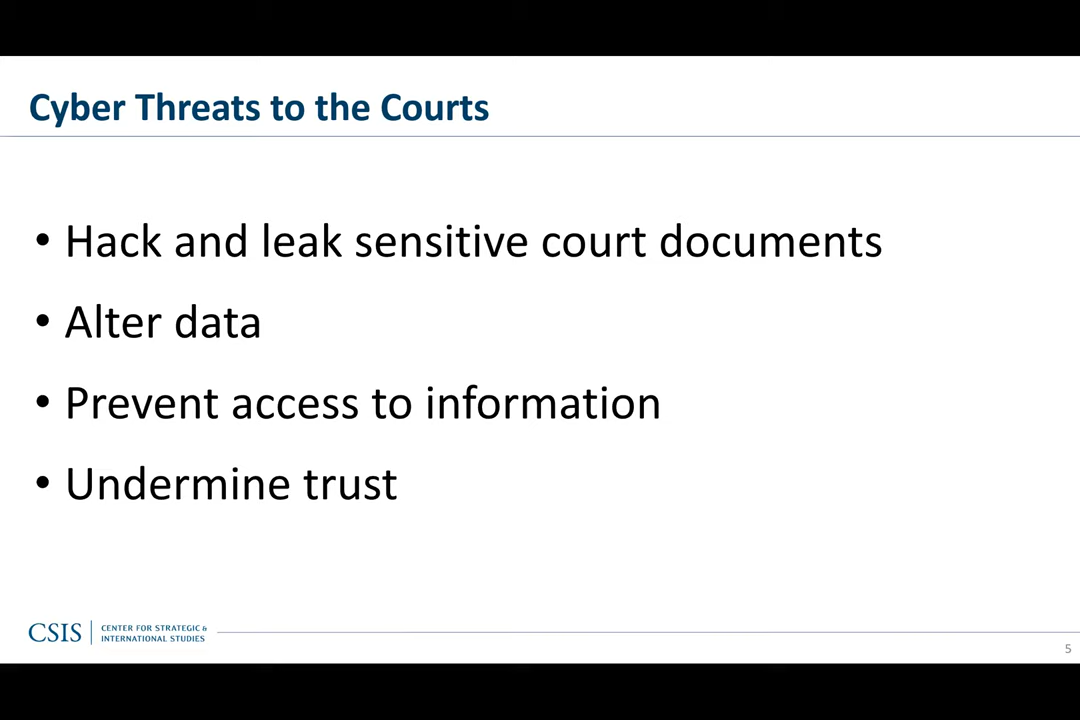 Cyber Threats to the Courts
• Hack and leak sensitive court documents
• Alter data
• Prevent access to information
• Undermine trust
CSIS | CENTER FOR STRATEGIC &
INTERNATIONAL STUDIES
5